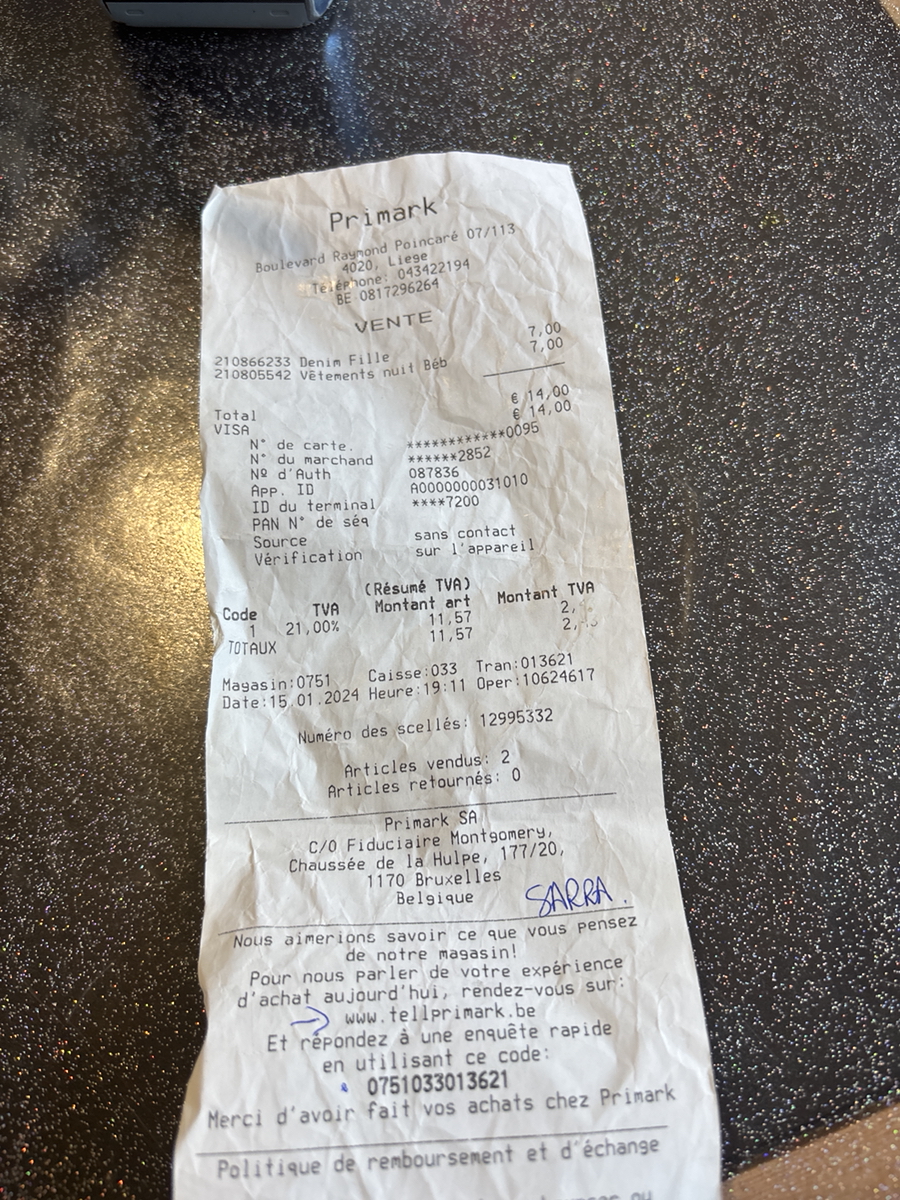 Primark
Boulevard Raymond Poincaré 07/113
4020, Liege
Téléphone: 043422194
BE 0817296264
VENTE
210866233 Denim Fille 7,00
210805542 Vêtements nuit Béb 7,00
Total € 14,00
VISA € 14,00
N° de carte. ************0095
N° du marchand ******2852
Nº d'Auth 087836
App. ID A0000000031010
ID du terminal ****7200
PAN N° de séq
Source sans contact
Vérification sur l'appareil
(Résumé TVA)
Code TVA Montant art Montant TVA
1 21,00% 11,57
TOTAUX 11,57
Magasin:0751 Caisse:033 Tran:013621
Date:15.01.2024 Heure:19:11 Oper:10624617
Numéro des scellés: 12995332
Articles vendus: 2
Articles retournés: 0
Primark SA
C/O Fiduciaire Montgomery,
Chaussée de la Hulpe, 177/20,
1170 Bruxelles
Belgique
SARRA.
Nous aimerions savoir ce que vous pensez
de notre magasin!
Pour nous parler de votre expérience
d'achat aujourd'hui, rendez-vous sur:
www.tellprimark.be
Et répondez à une enquête rapide
en utilisant ce code:
0751033013621
Merci d'avoir fait vos achats chez Primark
Politique de remboursement et d'échange